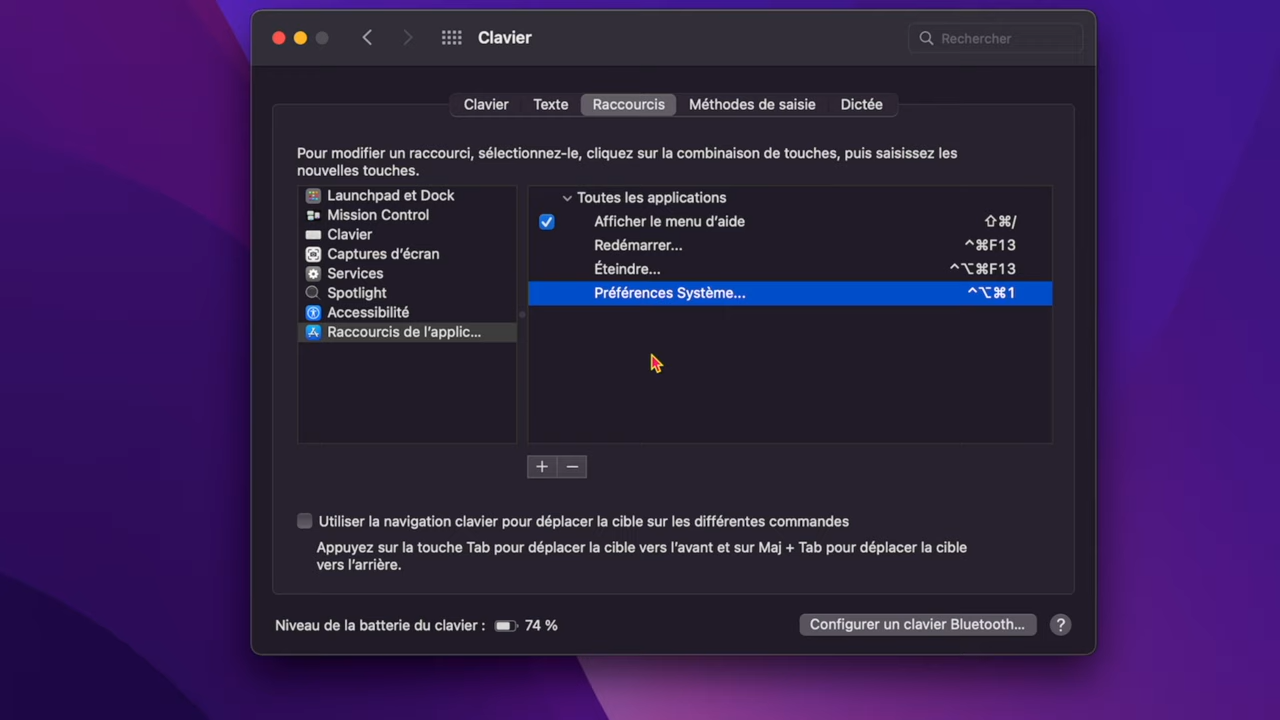 Clavier
Rechercher
Clavier Texte Raccourcis Méthodes de saisie Dictée
Pour modifier un raccourci, sélectionnez-le, cliquez sur la combinaison de touches, puis saisissez les
nouvelles touches.
Launchpad et Dock
Mission Control
Clavier
Captures d’écran
Services
Spotlight
Accessibilité
Raccourcis de l’applic...
Toutes les applications
Afficher le menu d’aide ⇧⌘/
Redémarrer... ^⌘F13
Éteindre... ^⌥⌘F13
Préférences Système... ^⌥⌘1
+ −
Utiliser la navigation clavier pour déplacer la cible sur les différentes commandes
Appuyez sur la touche Tab pour déplacer la cible vers l’avant et sur Maj + Tab pour déplacer la cible
vers l’arrière.
Niveau de la batterie du clavier : 74 %
Configurer un clavier Bluetooth... ?